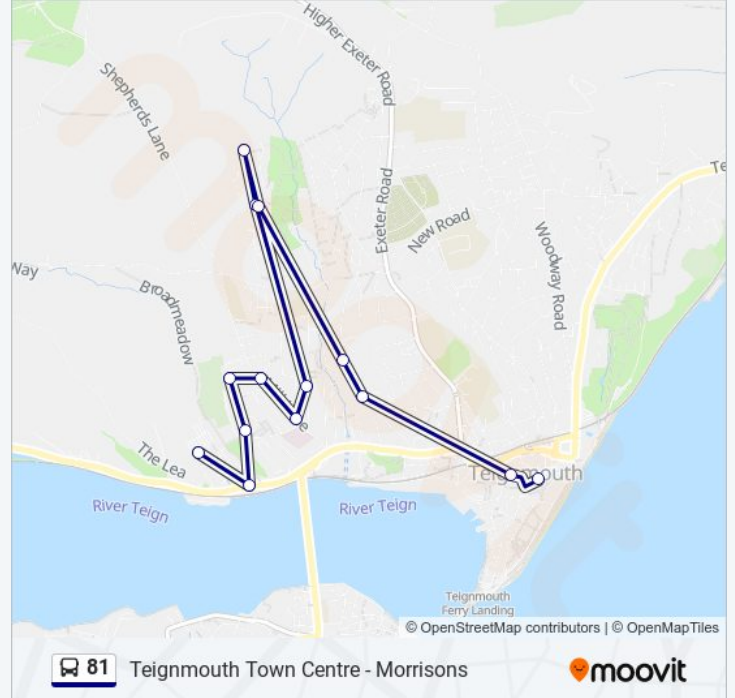 Higher Exeter Road
Shepherds Lane
Exeter Road
New Road
Woodway Road
Te
Way
Broadmeadow
The Lea
River Teign
River Teign
Teignmouth
Teignmouth
Ferry Landing
© OpenStreetMap contributors | © OpenMapTiles
81 Teignmouth Town Centre - Morrisons
moovit